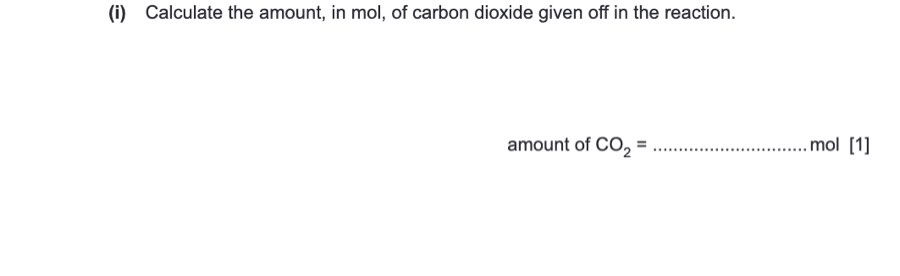 (i) Calculate the amount, in mol, of carbon dioxide given off in the reaction.
amount of CO₂ = .............................. mol [1]